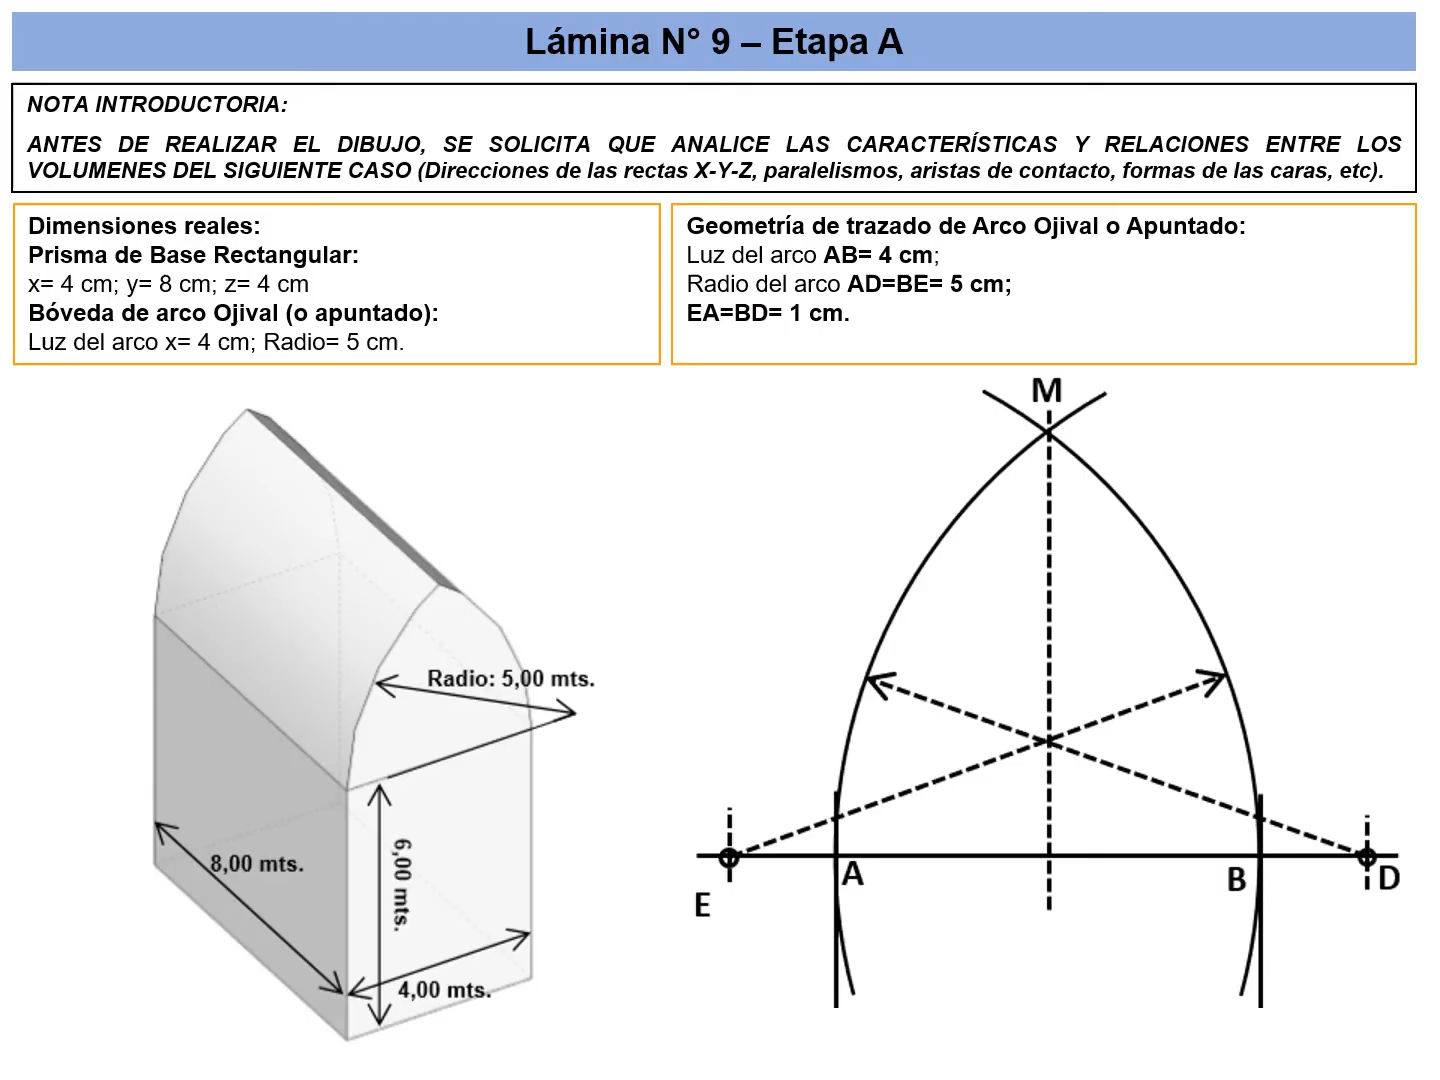 Lámina N° 9 – Etapa A
NOTA INTRODUCTORIA:
ANTES DE REALIZAR EL DIBUJO, SE SOLICITA QUE ANALICE LAS CARACTERÍSTICAS Y RELACIONES ENTRE LOS
VOLUMENES DEL SIGUIENTE CASO (Direcciones de las rectas X-Y-Z, paralelismos, aristas de contacto, formas de las caras, etc).
Dimensiones reales:
Prisma de Base Rectangular:
x= 4 cm; y= 8 cm; z= 4 cm
Bóveda de arco Ojival (o apuntado):
Luz del arco x= 4 cm; Radio= 5 cm.
Geometría de trazado de Arco Ojival o Apuntado:
Luz del arco AB= 4 cm;
Radio del arco AD=BE= 5 cm;
EA=BD= 1 cm.
Radio: 5,00 mts.
8,00 mts.
6,00 mts.
4,00 mts.
M
A
B
D
E